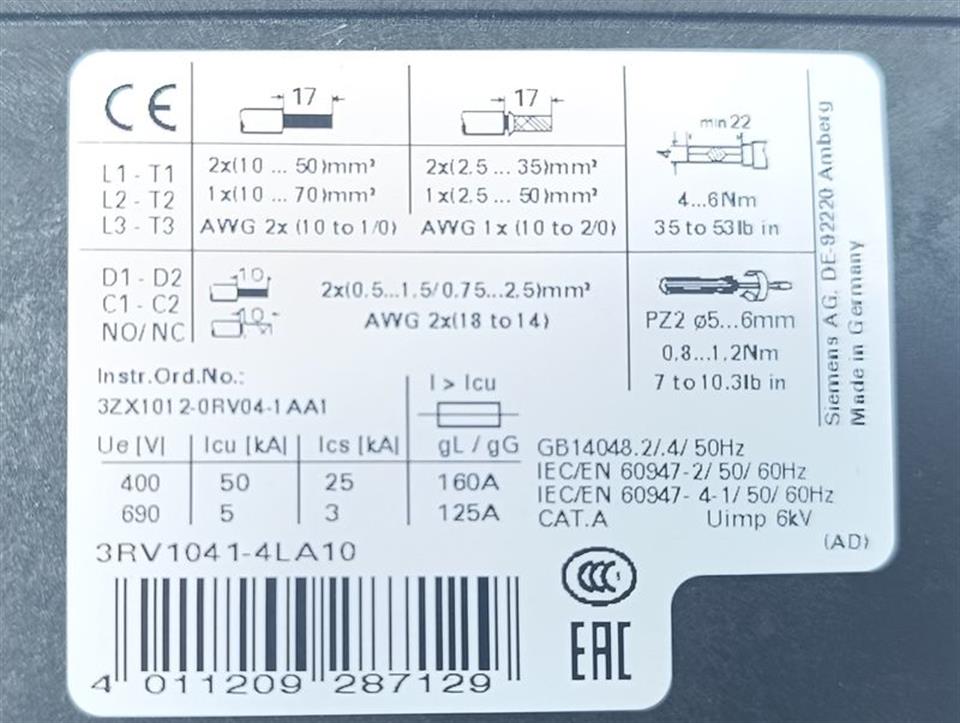 CE
17
17
min 22
4
L1 - T1
L2 - T2
L3 - T3
2x(10 ... 50)mm²
1x(10 ... 70)mm²
AWG 2x (10 to 1/0)
2x(2.5 ... 35)mm²
1x(2.5 ... 50)mm²
AWG 1x (10 to 2/0)
4...6Nm
35 to 53lb in
D1 - D2
C1 - C2
NO/NC
10
10
2x(0.5...1.5/0.75...2.5)mm²
AWG 2x(18 to 14)
PZ2 ø5...6mm
0,8...1,2Nm
7 to 10.3lb in
Siemens AG, DE-92220 Amberg
Made in Germany
Instr.Ord.No.:
3ZX1012-0RV04-1AA1
I > Icu
Ue [V] Icu [kA] Ics [kA] gL / gG
400 50 25 160A
690 5 3 125A
GB14048.2/.4/50Hz
IEC/EN 60947-2/50/60Hz
IEC/EN 60947-4-1/50/60Hz
CAT.A Uimp 6kV
(AD)
3RV1041-4LA10
CCC
EAC
4 011209 287129